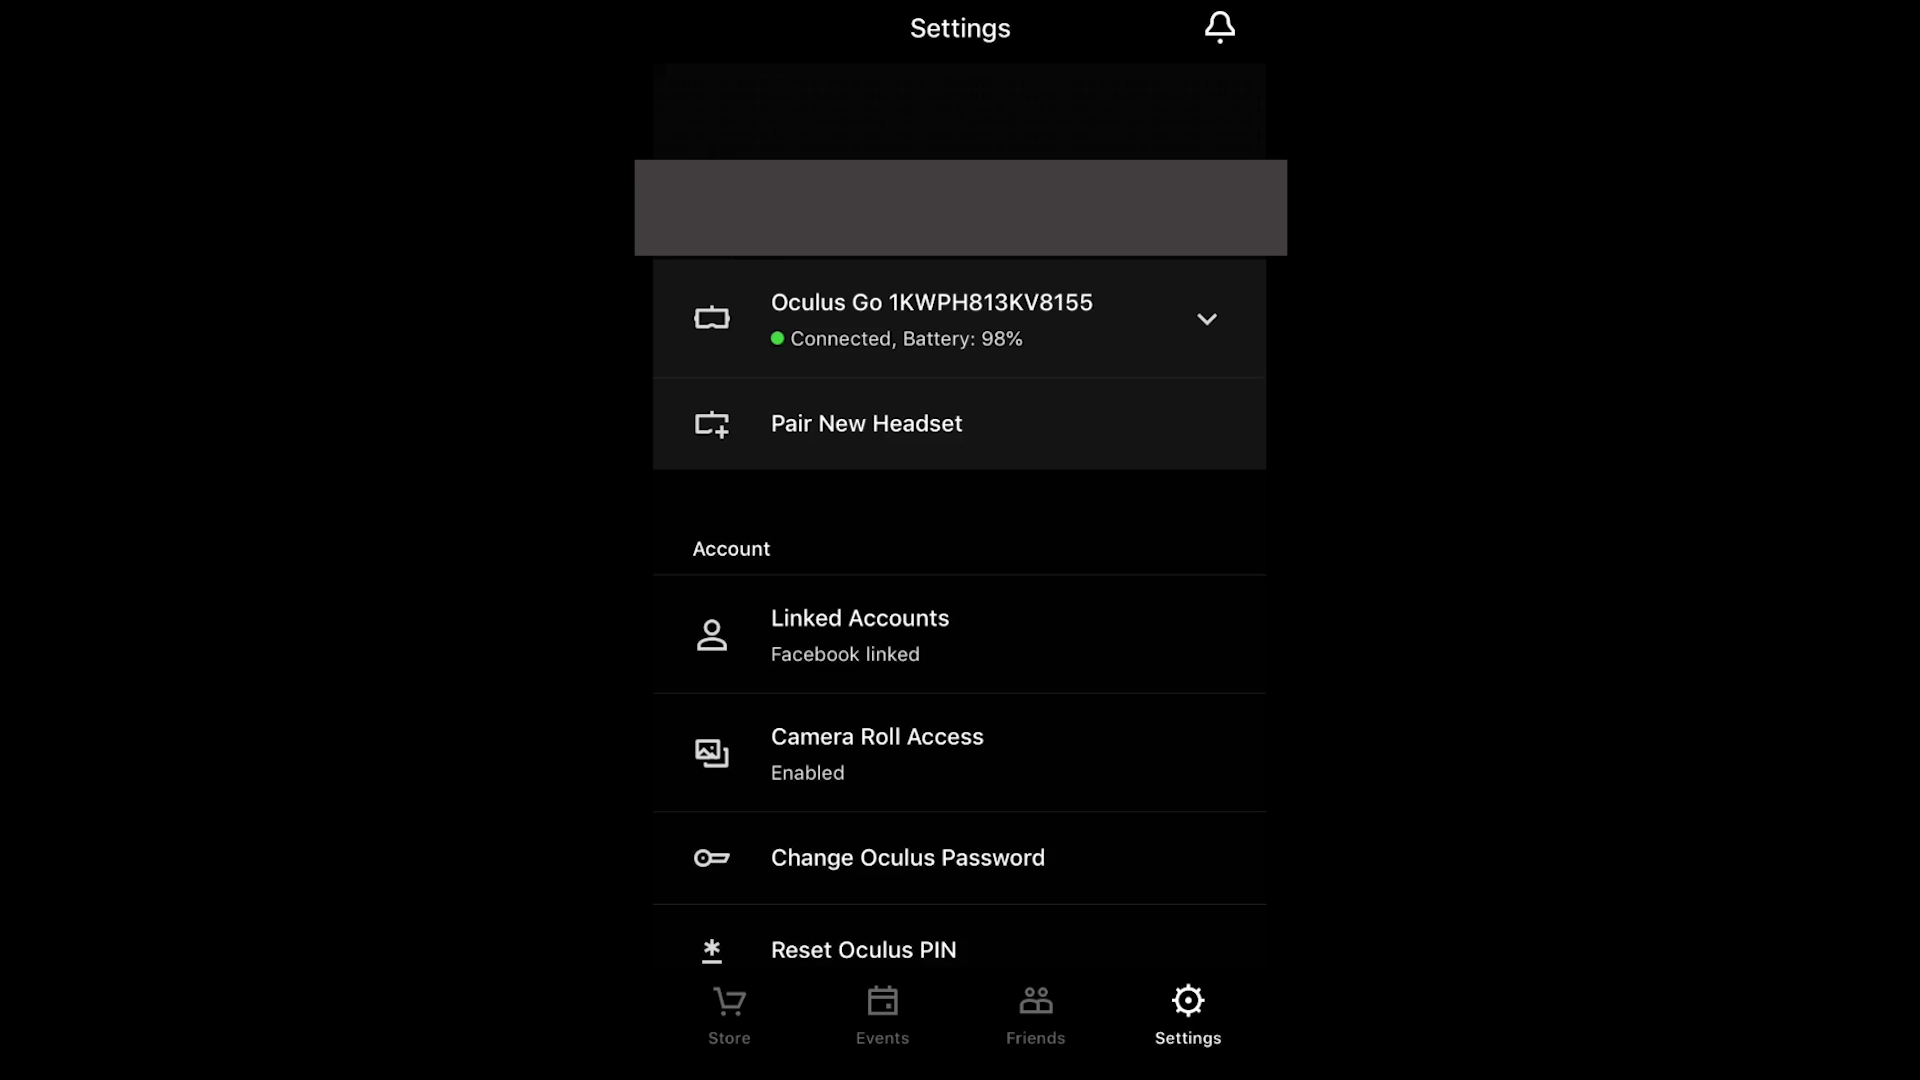 Settings
Oculus Go 1KWPH813KV8155
Connected, Battery: 98%
Pair New Headset
Account
Linked Accounts
Facebook linked
Camera Roll Access
Enabled
Change Oculus Password
Reset Oculus PIN
Store
Events
Friends
Settings